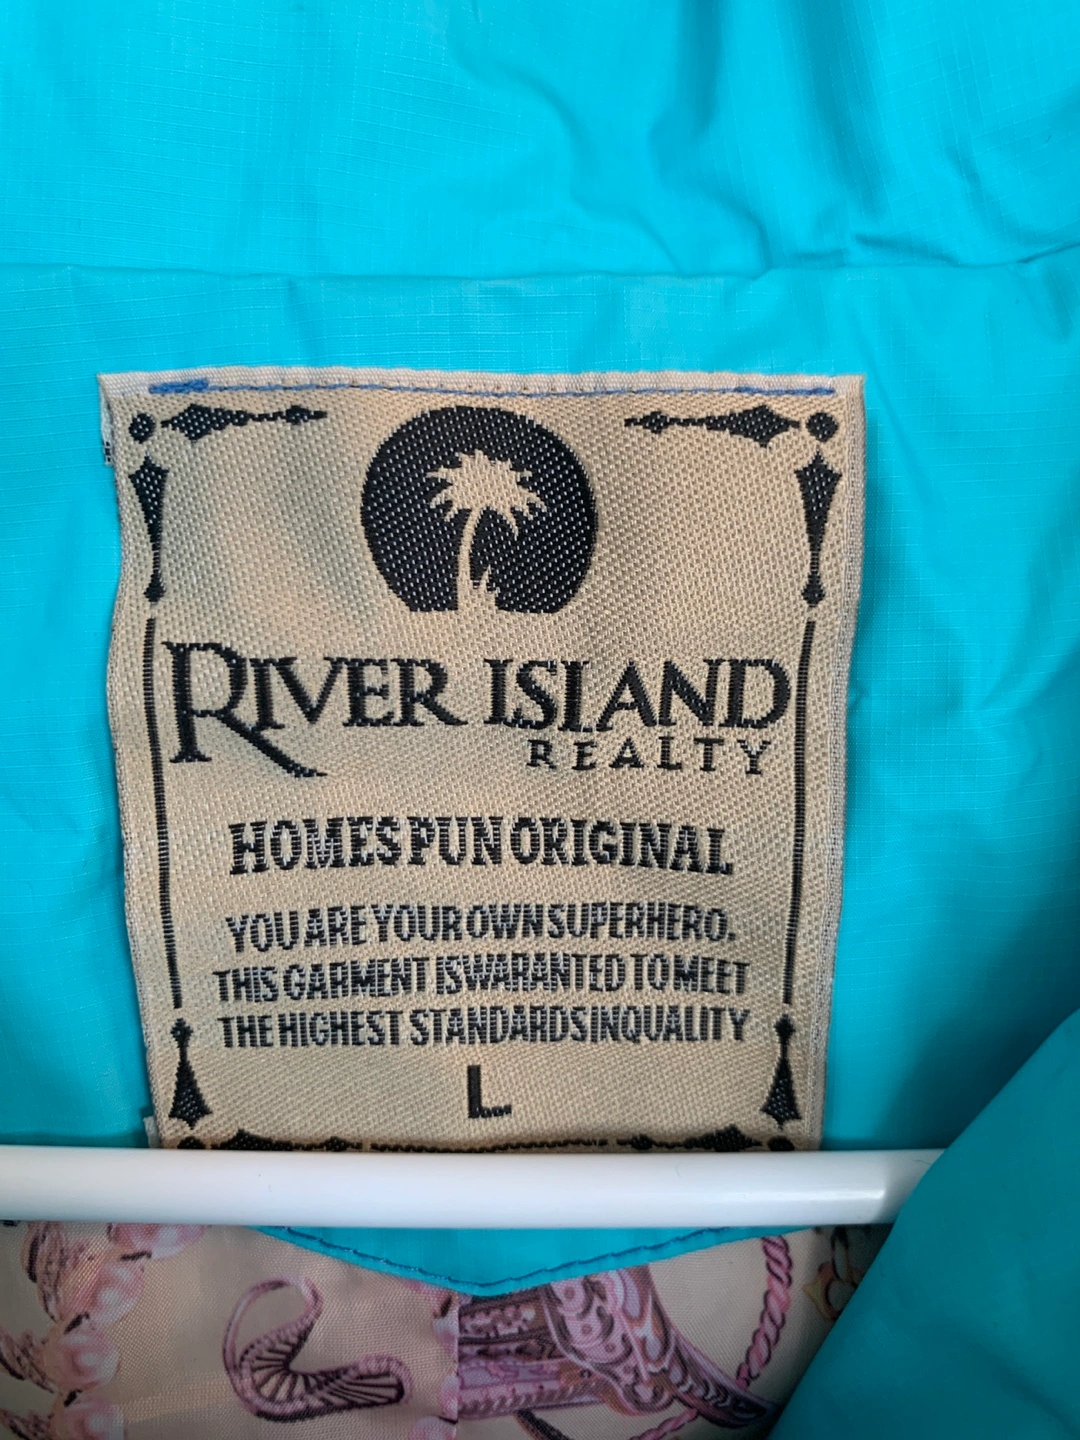 RIVER ISLAND
REALTY
HOMESPUN ORIGINAL
YOU ARE YOUR OWN SUPERHERO.
THIS GARMENT IS WARANTED TO MEET
THE HIGHEST STANDARDS IN QUALITY
L